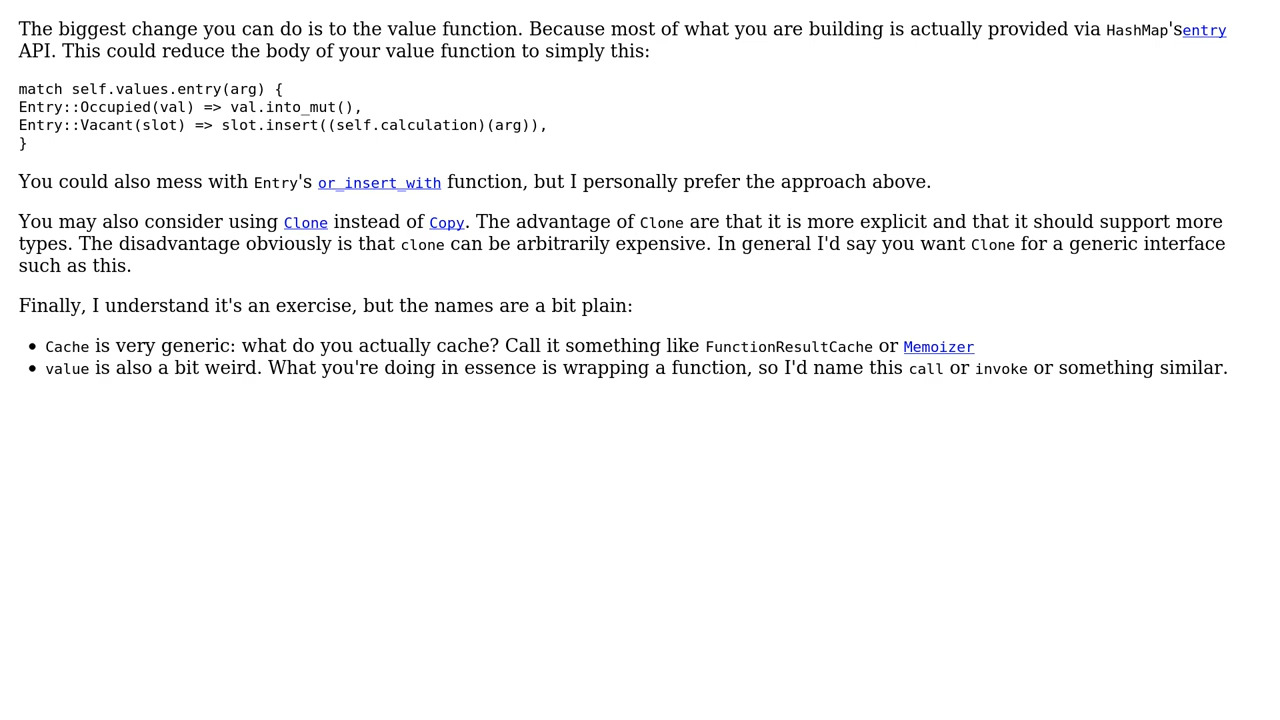 The biggest change you can do is to the value function. Because most of what you are building is actually provided via HashMap'sentry
API. This could reduce the body of your value function to simply this:
match self.values.entry(arg) {
Entry::Occupied(val) => val.into_mut(),
Entry::Vacant(slot) => slot.insert((self.calculation)(arg)),
}
You could also mess with Entry's or_insert_with function, but I personally prefer the approach above.
You may also consider using Clone instead of Copy. The advantage of Clone are that it is more explicit and that it should support more
types. The disadvantage obviously is that clone can be arbitrarily expensive. In general I'd say you want Clone for a generic interface
such as this.
Finally, I understand it's an exercise, but the names are a bit plain:
• Cache is very generic: what do you actually cache? Call it something like FunctionResultCache or Memoizer
• value is also a bit weird. What you're doing in essence is wrapping a function, so I'd name this call or invoke or something similar.